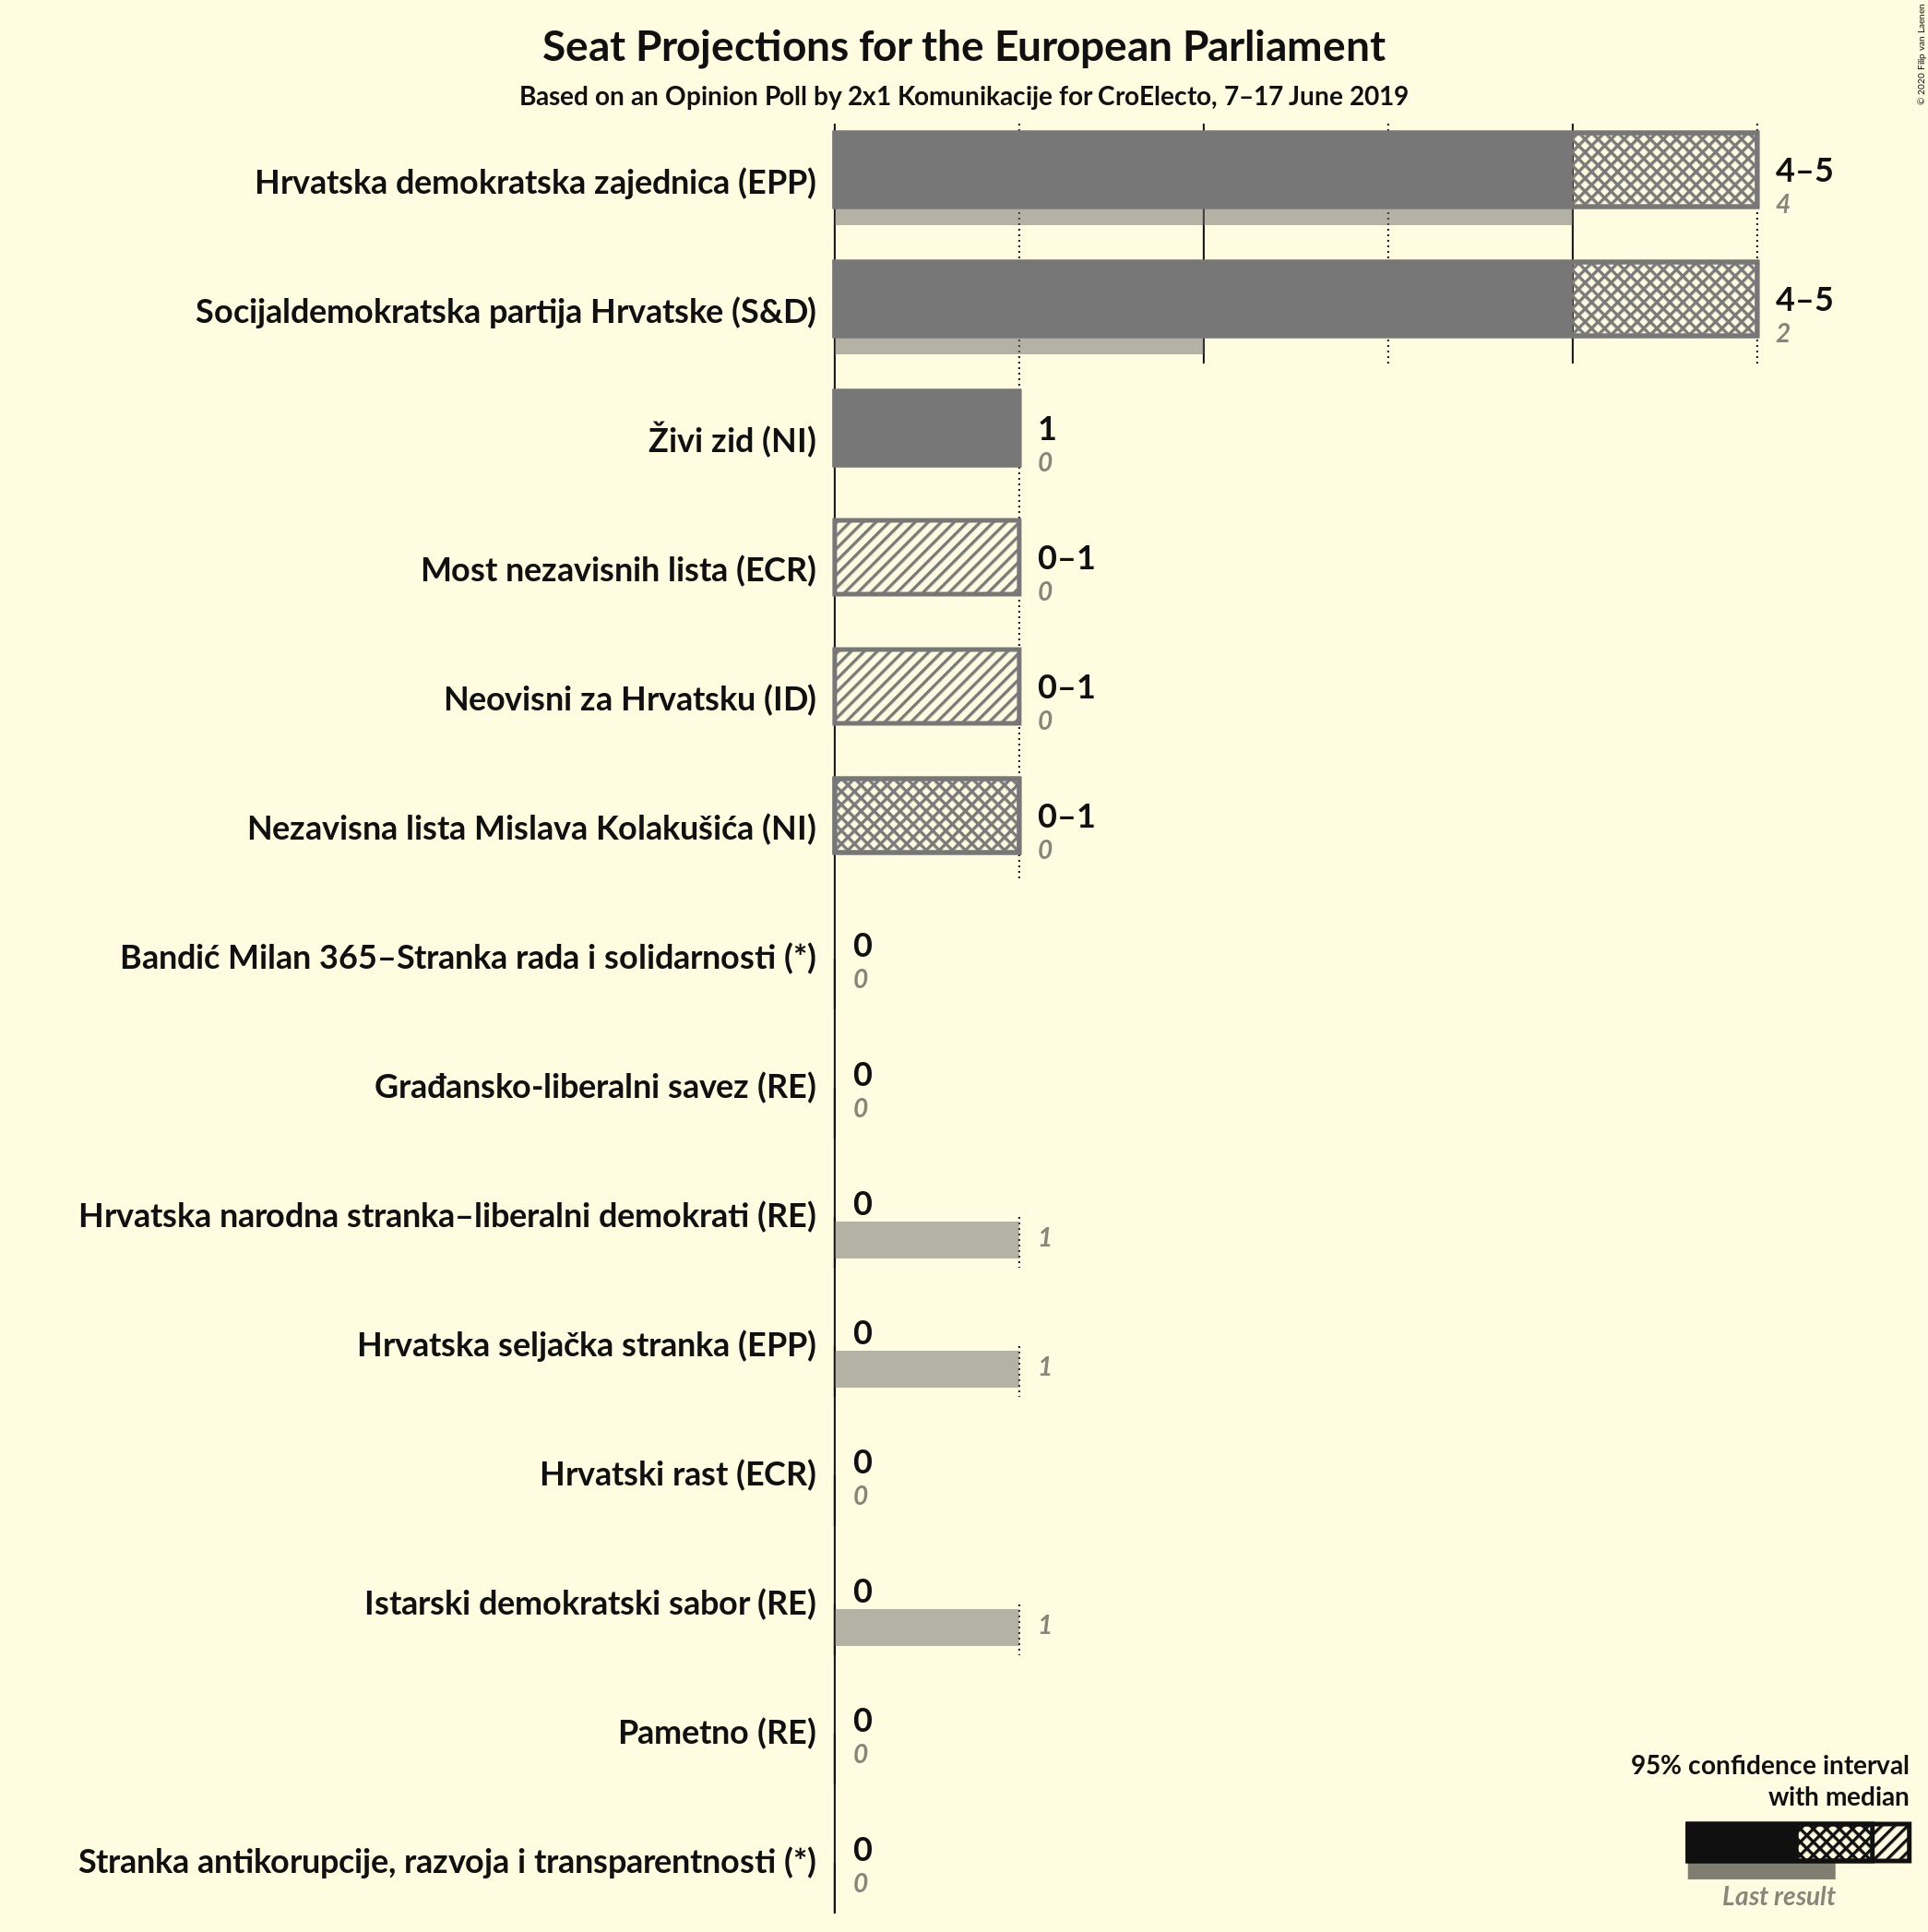 Seat Projections for the European Parliament
Based on an Opinion Poll by 2x1 Komunikacije for CroElecto, 7–17 June 2019
© 2020 Filip van Laenen
Hrvatska demokratska zajednica (EPP)
4–5
4
Socijaldemokratska partija Hrvatske (S&D)
4–5
2
Živi zid (NI)
1
0
Most nezavisnih lista (ECR)
0–1
0
Neovisni za Hrvatsku (ID)
0–1
0
Nezavisna lista Mislava Kolakušića (NI)
0–1
0
Bandić Milan 365–Stranka rada i solidarnosti (*)
0
0
Građansko-liberalni savez (RE)
0
0
Hrvatska narodna stranka–liberalni demokrati (RE)
0
1
Hrvatska seljačka stranka (EPP)
0
1
Hrvatski rast (ECR)
0
0
Istarski demokratski sabor (RE)
0
1
Pametno (RE)
0
0
Stranka antikorupcije, razvoja i transparentnosti (*)
0
0
95% confidence interval
with median
Last result